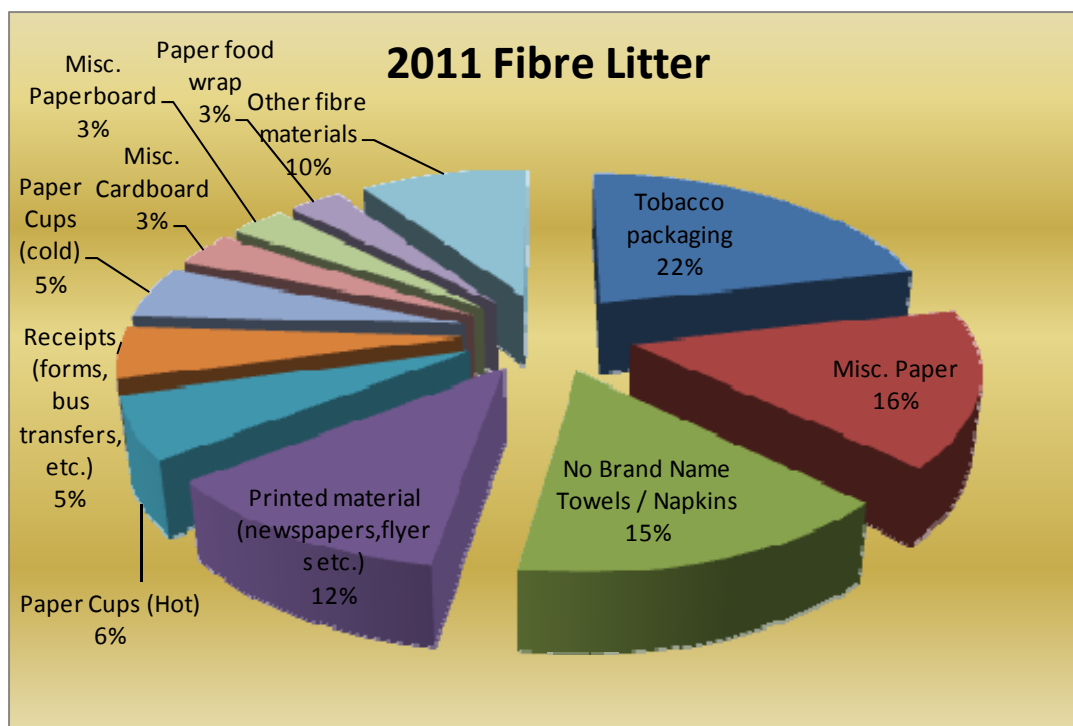 2011 Fibre Litter
Tobacco
packaging
22%
Misc. Paper
16%
No Brand Name
Towels / Napkins
15%
Printed material
(newspapers,flyer
s etc.)
12%
Paper Cups (Hot)
6%
Receipts
(forms,
bus
transfers,
etc.)
5%
Paper
Cups
(cold)
5%
Misc.
Cardboard
3%
Misc.
Paperboard
3%
Paper food
wrap
3%
Other fibre
materials
10%